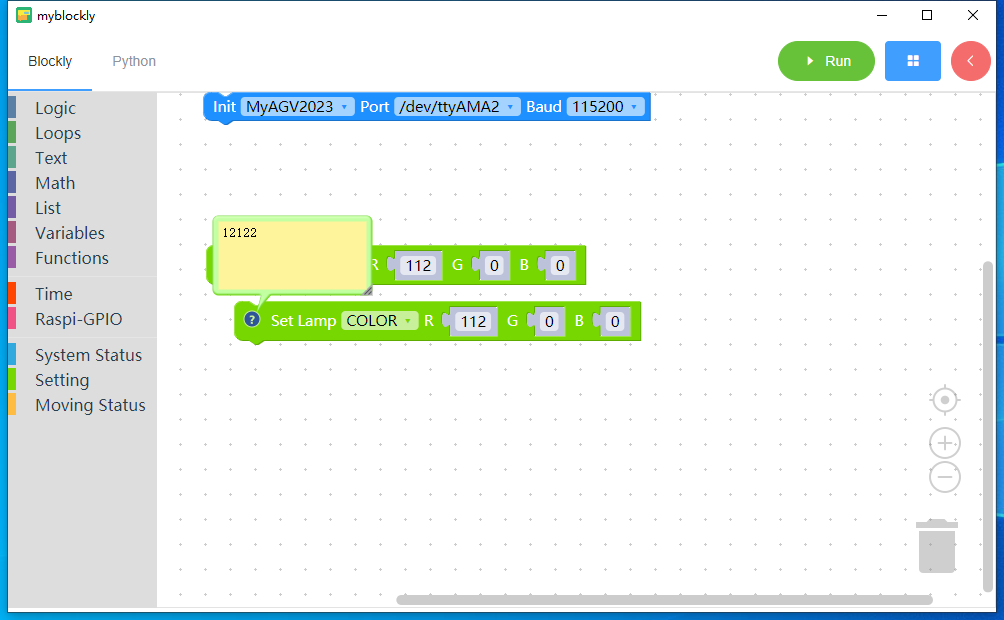 myblockly
Blockly Python
Run
Logic
Loops
Text
Math
List
Variables
Functions
Time
Raspi-GPIO
System Status
Setting
Moving Status
Init MyAGV2023 Port /dev/ttyAMA2 Baud 115200
12122
R 112 G 0 B 0
? Set Lamp COLOR R 112 G 0 B 0